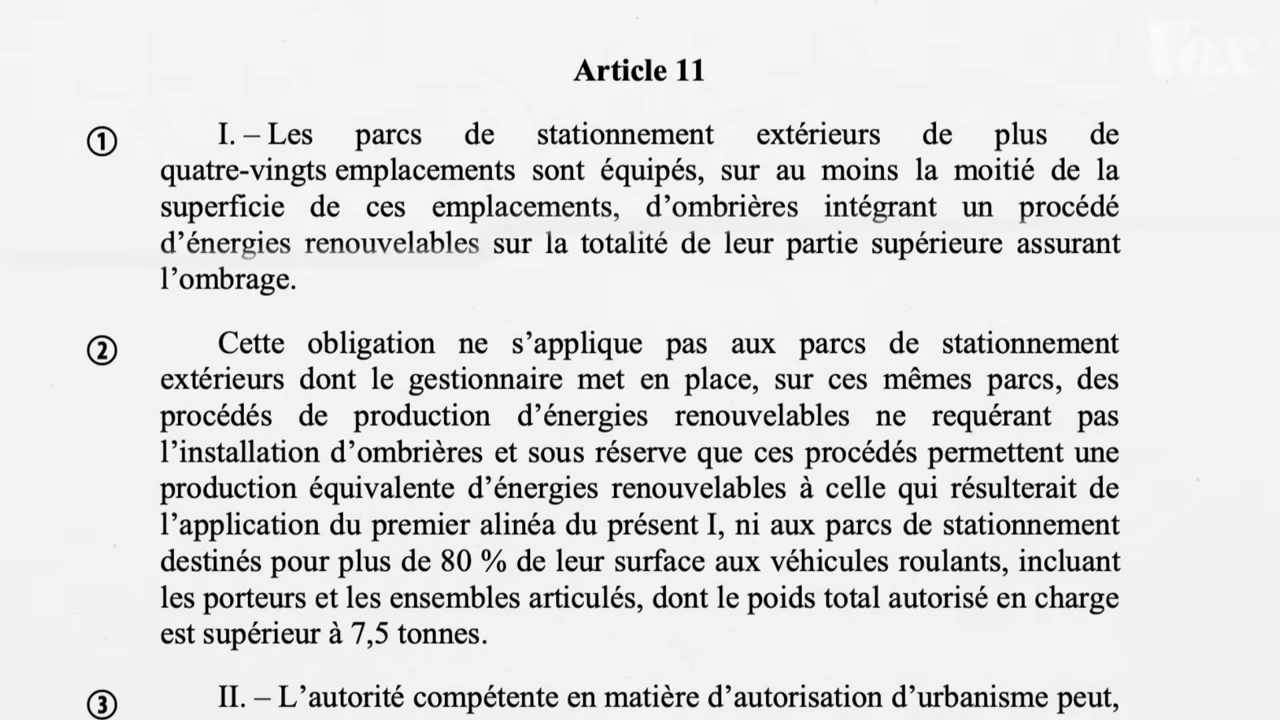 Vox
Article 11
① I. – Les parcs de stationnement extérieurs de plus de
quatre-vingts emplacements sont équipés, sur au moins la moitié de la
superficie de ces emplacements, d’ombrières intégrant un procédé
d’énergies renouvelables sur la totalité de leur partie supérieure assurant
l’ombrage.
② Cette obligation ne s’applique pas aux parcs de stationnement
extérieurs dont le gestionnaire met en place, sur ces mêmes parcs, des
procédés de production d’énergies renouvelables ne requérant pas
l’installation d’ombrières et sous réserve que ces procédés permettent une
production équivalente d’énergies renouvelables à celle qui résulterait de
l’application du premier alinéa du présent I, ni aux parcs de stationnement
destinés pour plus de 80 % de leur surface aux véhicules roulants, incluant
les porteurs et les ensembles articulés, dont le poids total autorisé en charge
est supérieur à 7,5 tonnes.
③ II. – L’autorité compétente en matière d’autorisation d’urbanisme peut,